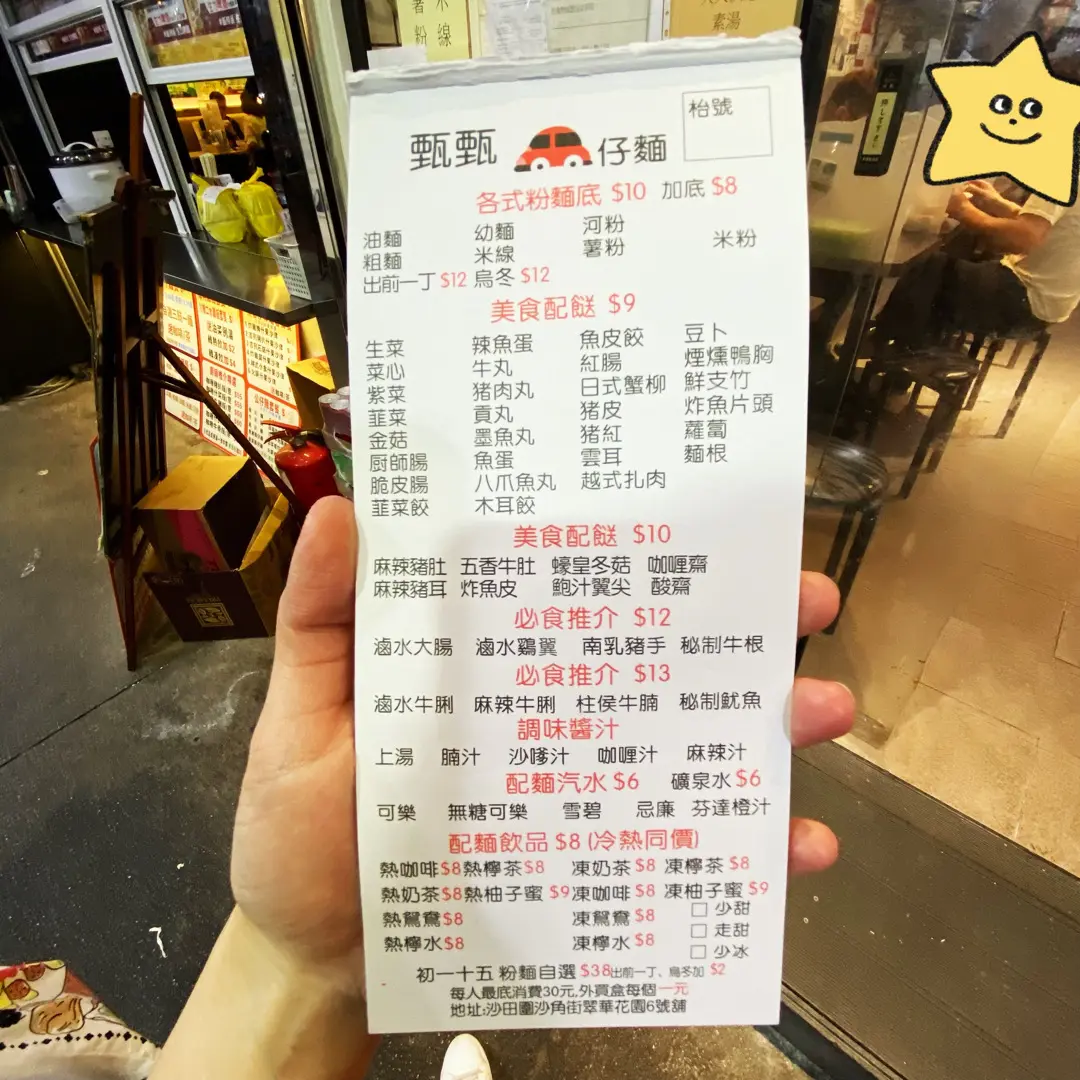 薯粉
米線
素湯
枱號
甄甄 仔麵
各式粉麵底 $10 加底 $8
油麵 幼麵 河粉
粗麵 米線 薯粉 米粉
出前一丁 $12 烏冬 $12
美食配餸 $9
生菜 辣魚蛋 魚皮餃 豆卜
菜心 牛丸 紅腸 煙燻鴨胸
紫菜 猪肉丸 日式蟹柳 鮮支竹
韮菜 貢丸 猪皮 炸魚片頭
金菇 墨魚丸 猪紅 蘿蔔
厨師腸 魚蛋 雲耳 麵根
脆皮腸 八爪魚丸 越式扎肉
韮菜餃 木耳餃
美食配餸 $10
麻辣豬肚 五香牛肚 蠔皇冬菇 咖喱齋
麻辣豬耳 炸魚皮 鮑汁翼尖 酸齋
必食推介 $12
滷水大腸 滷水鷄翼 南乳豬手 秘制牛根
必食推介 $13
滷水牛脷 麻辣牛脷 柱侯牛腩 秘制魷魚
調味醬汁
上湯 腩汁 沙嗲汁 咖喱汁 麻辣汁
配麵汽水 $6 礦泉水 $6
可樂 無糖可樂 雪碧 忌廉 芬達橙汁
配麵飲品 $8 (冷熱同價)
熱咖啡$8 熱檸茶$8 凍奶茶 $8 凍檸茶 $8
熱奶茶$8 熱柚子蜜 $9 凍咖啡 $8 凍柚子蜜 $9
熱鴛鴦$8 凍鴛鴦 $8 □ 少甜
□ 走甜
熱檸水$8 凍檸水 $8 □ 少冰
初一十五 粉麵自選 $38 出前一丁、烏冬加 $2
每人最底消費30元,外買盒每個一元
地址:沙田圍沙角街翠華花園6號舖